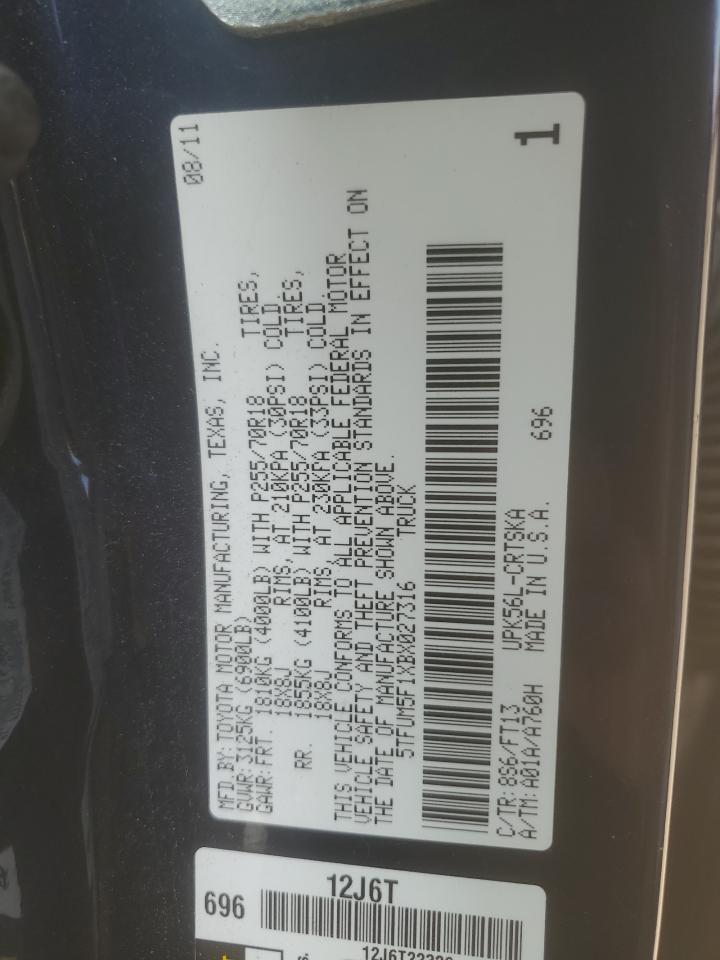 MFD.BY:TOYOTA MOTOR MANUFACTURING, TEXAS, INC. 08/11
GVWR:3125KG (6900LB)
GAWR:FRT. 1810KG (4000LB) WITH P255/70R18 TIRES,
18X8J RIMS, AT 210KPA (30PSI) COLD.
RR. 1855KG (4100LB) WITH P255/70R18 TIRES,
18X8J RIMS, AT 230KPA (33PSI) COLD.
THIS VEHICLE CONFORMS TO ALL APPLICABLE FEDERAL MOTOR
VEHICLE SAFETY AND THEFT PREVENTION STANDARDS IN EFFECT ON
THE DATE OF MANUFACTURE SHOWN ABOVE.
5TFUM5F1XBX027316 TRUCK
C/TR:8S6/FT13 UPK56L-CRTSKA 696
A/TM:A01A/A760H MADE IN U.S.A. 1
696 12J6T